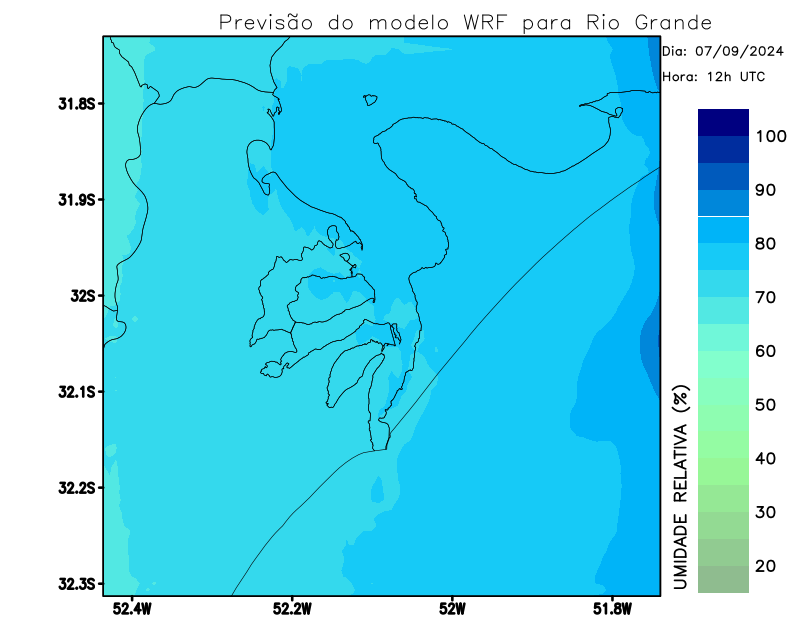 Previsão do modelo WRF para Rio Grande
Dia: 07/09/2024
Hora: 12h UTC
31.8S
31.9S
32S
32.1S
32.2S
32.3S
52.4W
52.2W
52W
51.8W
UMIDADE RELATIVA (%)
100
90
80
70
60
50
40
30
20